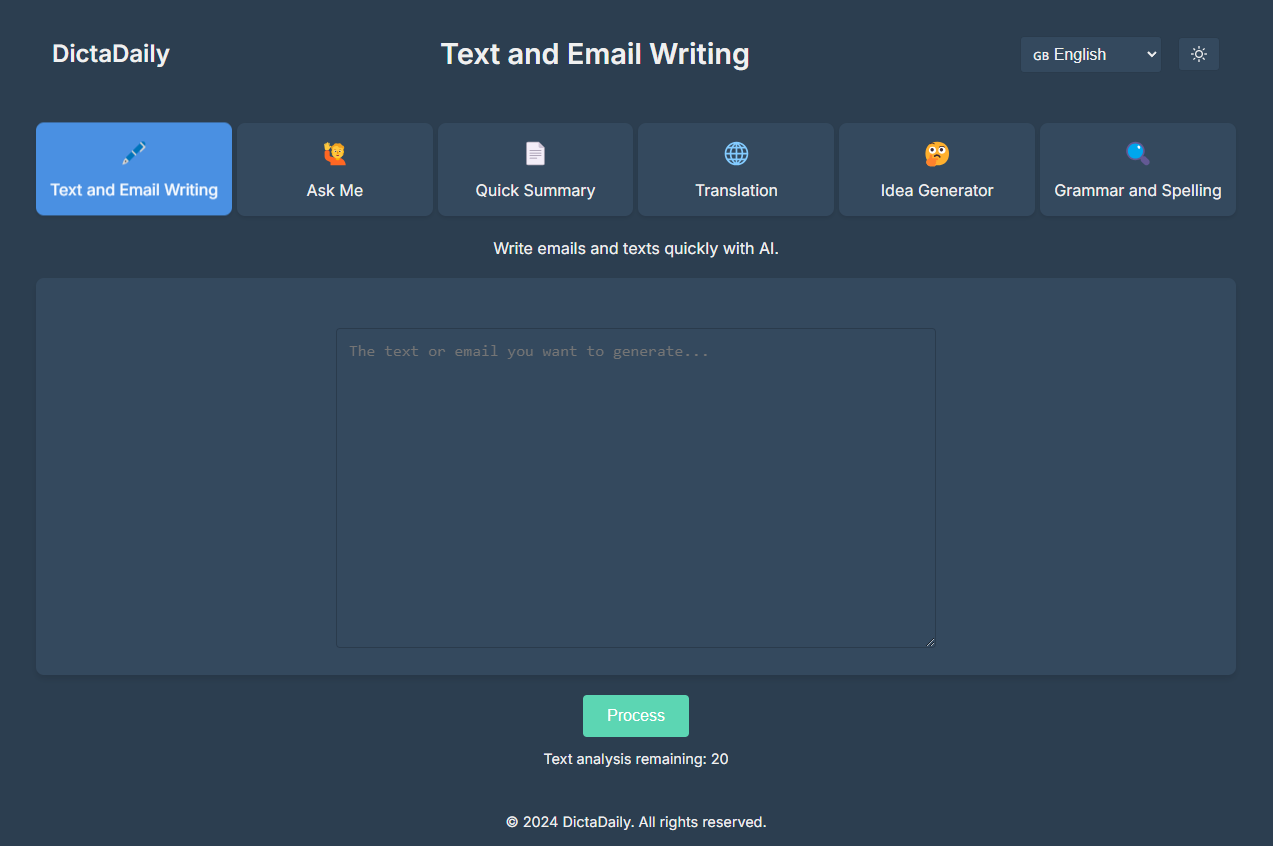 DictaDaily
Text and Email Writing
GB English
Text and Email Writing
Ask Me
Quick Summary
Translation
Idea Generator
Grammar and Spelling
Write emails and texts quickly with AI.
The text or email you want to generate...
Process
Text analysis remaining: 20
© 2024 DictaDaily. All rights reserved.